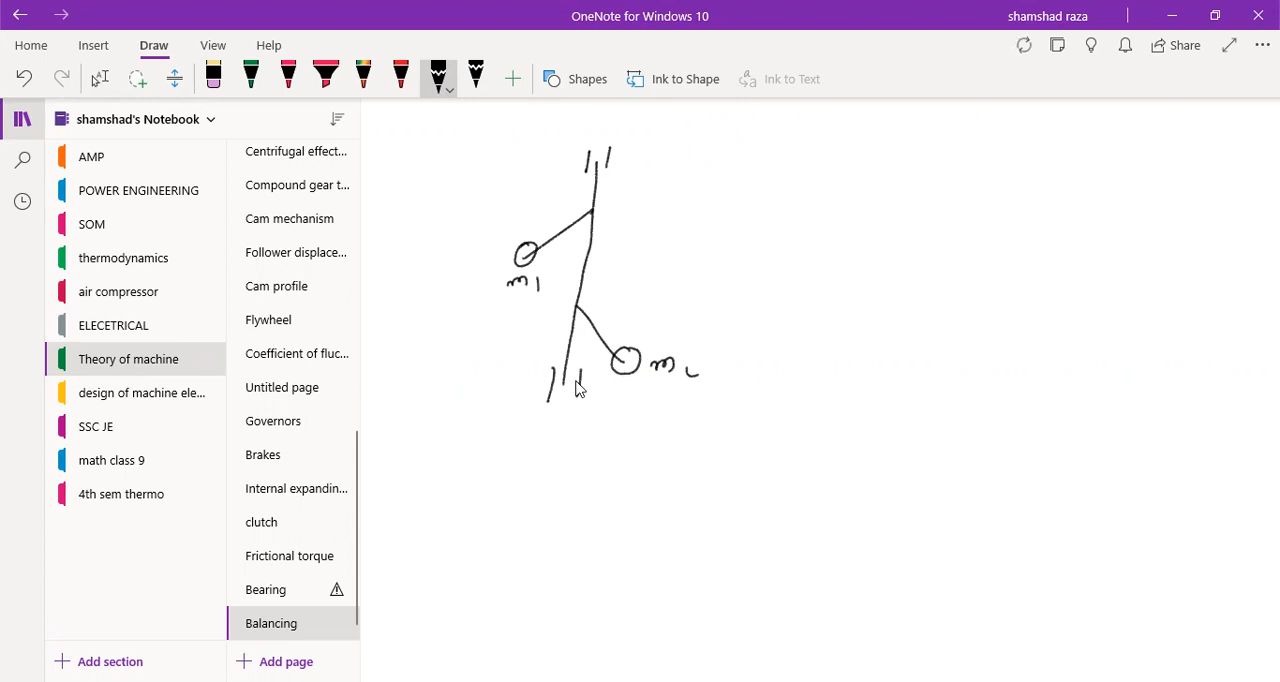 OneNote for Windows 10
shamshad raza
Home Insert Draw View Help
Share
Shapes
Ink to Shape
Ink to Text
shamshad's Notebook
AMP
POWER ENGINEERING
SOM
thermodynamics
air compressor
ELECETRICAL
Theory of machine
design of machine ele...
SSC JE
math class 9
4th sem thermo
Add section
Centrifugal effect...
Compound gear t...
Cam mechanism
Follower displace...
Cam profile
Flywheel
Coefficient of fluc...
Untitled page
Governors
Brakes
Internal expandin...
clutch
Frictional torque
Bearing
Balancing
Add page
m1
m2